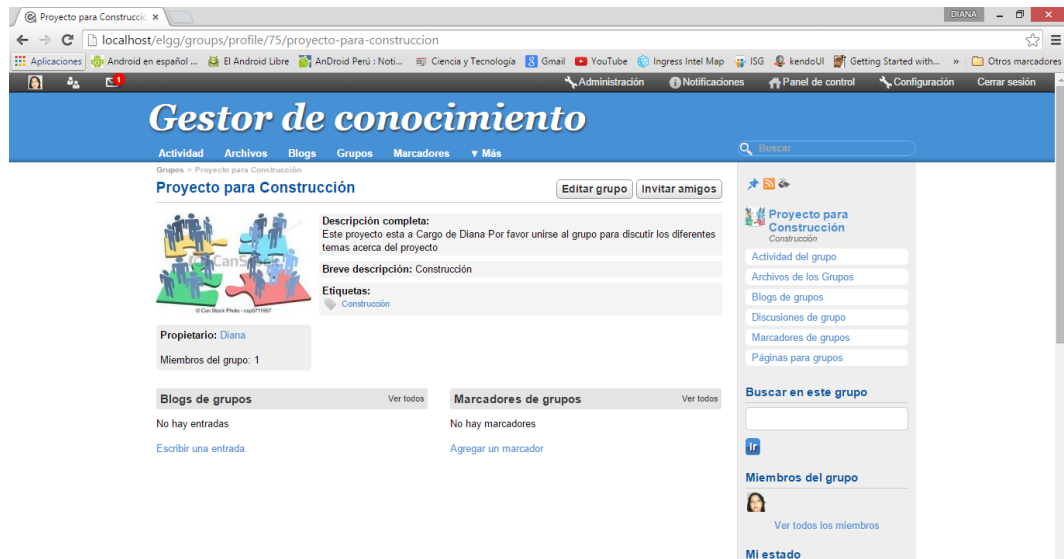 DIANA
Proyecto para Construcció
localhost/elgg/groups/profile/75/proyecto-para-construccion
Aplicaciones Android en español ... El Android Libre AnDroid Perú : Noti... Ciencia y Tecnología Gmail YouTube Ingress Intel Map ISG kendoUI Getting Started with... » Otros marcadores
1 Administración Notificaciones Panel de control Configuración Cerrar sesión
Gestor de conocimiento
Actividad Archivos Blogs Grupos Marcadores ▼ Más
Buscar
Grupos > Proyecto para Construcción
Proyecto para Construcción
Editar grupo Invitar amigos
Descripción completa:
Este proyecto esta a Cargo de Diana Por favor unirse al grupo para discutir los diferentes
temas acerca del proyecto
Breve descripción: Construcción
Etiquetas:
Construcción
© Can Stock Photo - csp5711957
Propietario: Diana
Miembros del grupo: 1
Blogs de grupos Ver todos
No hay entradas
Escribir una entrada
Marcadores de grupos Ver todos
No hay marcadores
Agregar un marcador
Proyecto para
Construcción
Construcción
Actividad del grupo
Archivos de los Grupos
Blogs de grupos
Discusiones de grupo
Marcadores de grupos
Páginas para grupos
Buscar en este grupo
Ir
Miembros del grupo
Ver todos los miembros
Mi estado